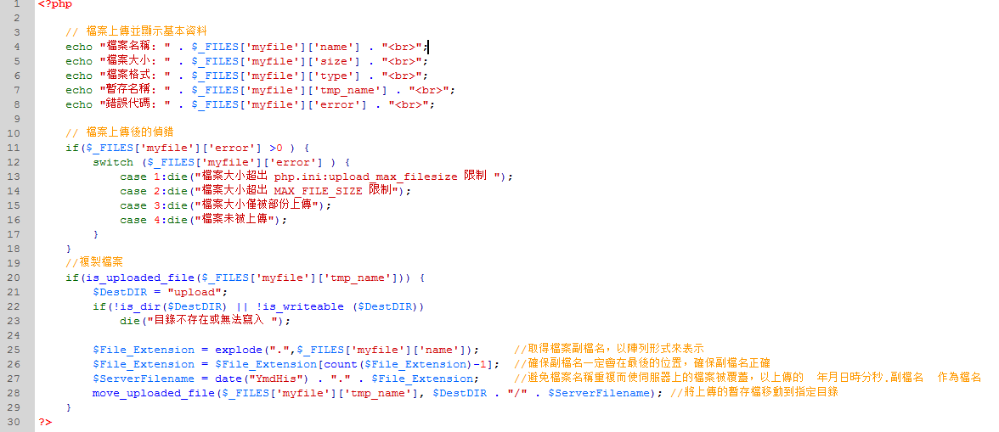 1 <?php
2
3 // 檔案上傳並顯示基本資料
4 echo "檔案名稱: " . $_FILES['myfile']['name'] . "<br>";
5 echo "檔案大小: " . $_FILES['myfile']['size'] . "<br>";
6 echo "檔案格式: " . $_FILES['myfile']['type'] . "<br>";
7 echo "暫存名稱: " . $_FILES['myfile']['tmp_name'] . "<br>";
8 echo "錯誤代碼: " . $_FILES['myfile']['error'] . "<br>";
9
10 // 檔案上傳後的偵錯
11 if($_FILES['myfile']['error'] >0 ) {
12 switch ($_FILES['myfile']['error'] ) {
13 case 1:die("檔案大小超出 php.ini:upload_max_filesize 限制 ");
14 case 2:die("檔案大小超出 MAX_FILE_SIZE 限制");
15 case 3:die("檔案大小僅被部份上傳");
16 case 4:die("檔案未被上傳");
17 }
18 }
19 //複製檔案
20 if(is_uploaded_file($_FILES['myfile']['tmp_name'])) {
21 $DestDIR = "upload";
22 if(!is_dir($DestDIR) || !is_writeable ($DestDIR))
23 die("目錄不存在或無法寫入 ");
24
25 $File_Extension = explode(".",$_FILES['myfile']['name']); //取得檔案副檔名，以陣列形式來表示
26 $File_Extension = $File_Extension[count($File_Extension)-1]; //確保副檔名一定會在最後的位置，確保副檔名正確
27 $ServerFilename = date("YmdHis") . "." . $File_Extension; //避免檔案名稱重複而使伺服器上的檔案被覆蓋，以上傳的 年月日時分秒.副檔名 作為檔名
28 move_uploaded_file($_FILES['myfile']['tmp_name'], $DestDIR . "/" . $ServerFilename); //將上傳的暫存檔移動到指定目錄
29 }
30 ?>